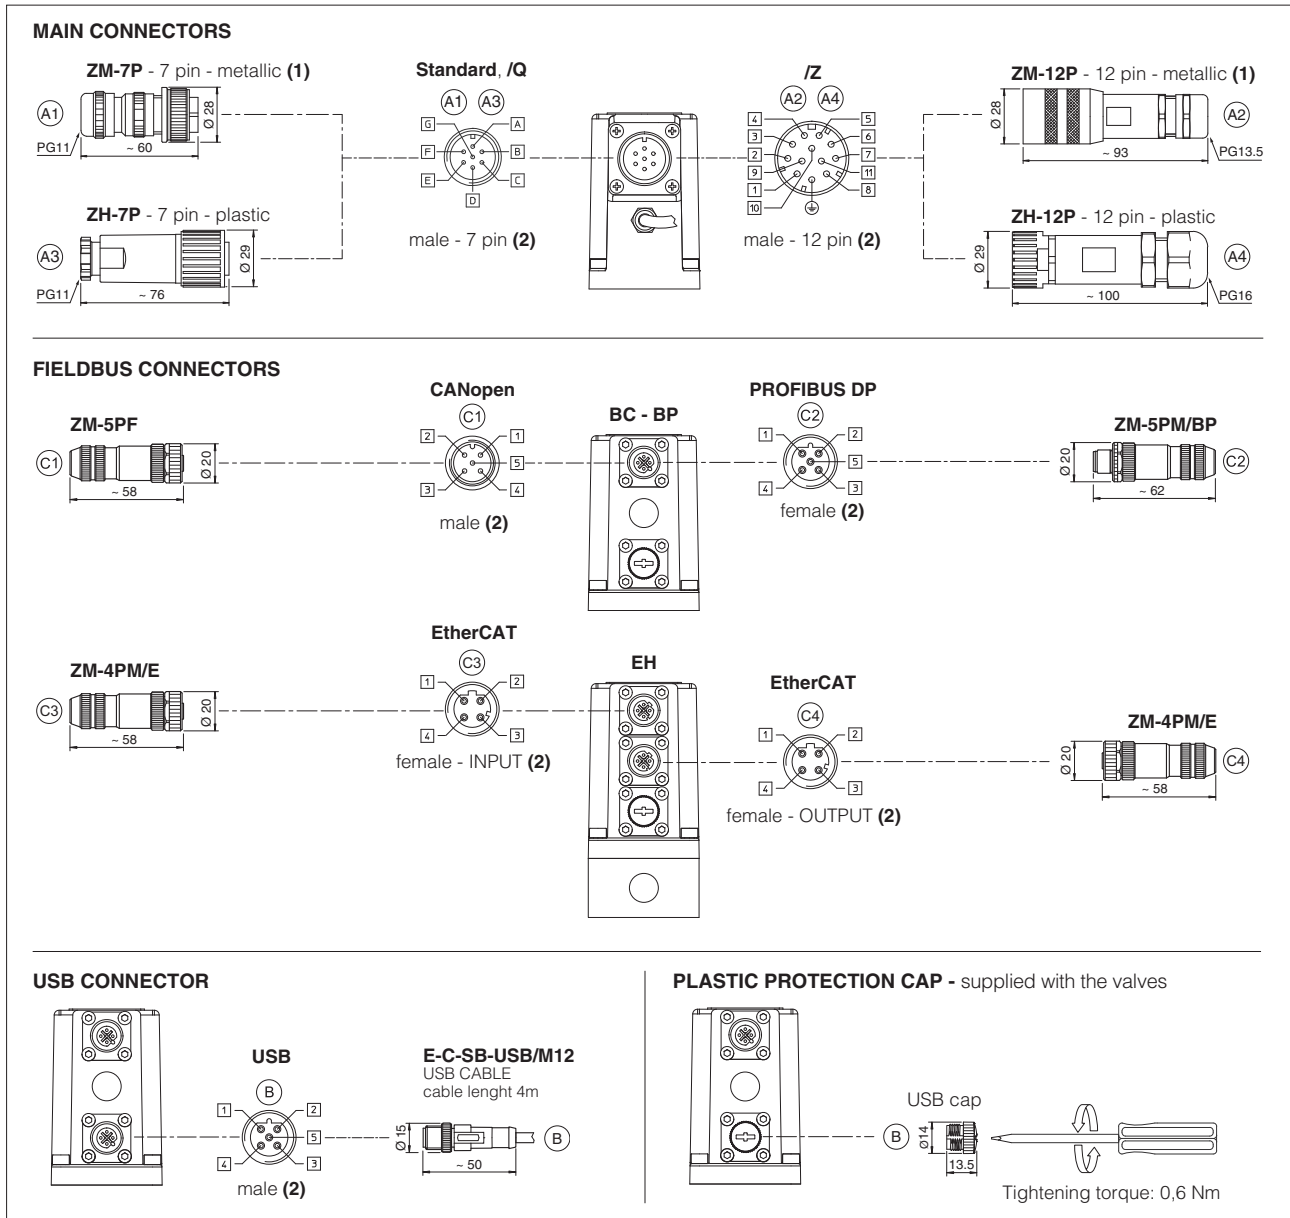 MAIN CONNECTORS
ZM-7P - 7 pin - metallic (1)
A1
PG11
~ 60
Ø 28
ZH-7P - 7 pin - plastic
A3
PG11
~ 76
Ø 29
Standard, /Q
A1 A3
G A
F B
E C
D
male - 7 pin (2)
/Z
A2 A4
4 5
3 6
2 7
9 11
1 8
10
male - 12 pin (2)
ZM-12P - 12 pin - metallic (1)
Ø 28
A2
~ 93
PG13.5
ZH-12P - 12 pin - plastic
Ø 29
A4
~ 100
PG16
FIELDBUS CONNECTORS
ZM-5PF
C1
Ø 20
~ 58
CANopen
C1
2 1
5
3 4
male (2)
BC - BP
PROFIBUS DP
C2
1 2
5
4 3
female (2)
ZM-5PM/BP
Ø 20
C2
~ 62
ZM-4PM/E
C3
Ø 20
~ 58
EtherCAT
C3
1 2
4 3
female - INPUT (2)
EH
EtherCAT
C4
1 2
4 3
female - OUTPUT (2)
ZM-4PM/E
Ø 20
C4
~ 58
USB CONNECTOR
USB
B
1 2
5
4 3
male (2)
E-C-SB-USB/M12
USB CABLE
cable lenght 4m
Ø 15
B
~ 50
PLASTIC PROTECTION CAP - supplied with the valves
USB cap
B
Ø14
13.5
Tightening torque: 0,6 Nm